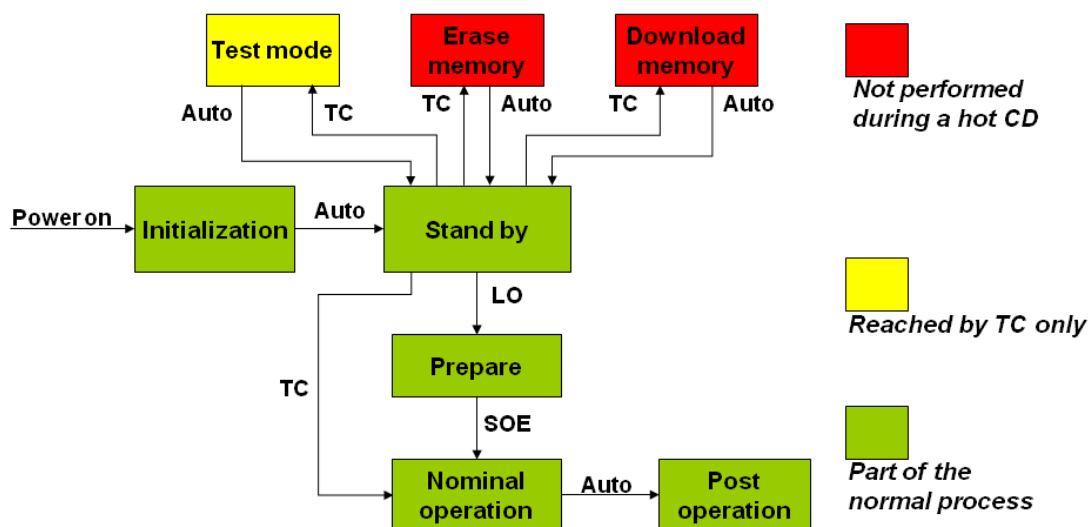 Test mode
Erase
memory
Download
memory
Not performed
during a hot CD
Auto
TC
TC
Auto
TC
Auto
Power on
Initialization
Auto
Stand by
LO
Reached by TC only
Prepare
TC
SOE
Nominal
operation
Auto
Post
operation
Part of the
normal process